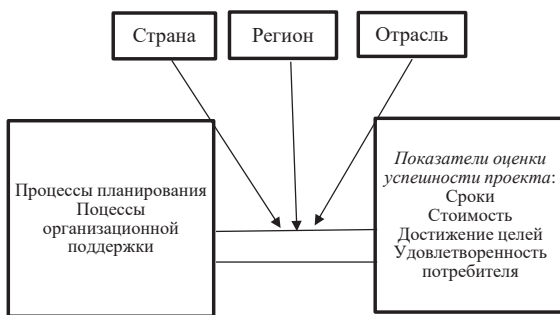 Страна
Регион
Отрасль
Процессы планирования
Поцессы
организационной
поддержки
Показатели оценки
успешности проекта:
Сроки
Стоимость
Достижение целей
Удовлетворенность
потребителя